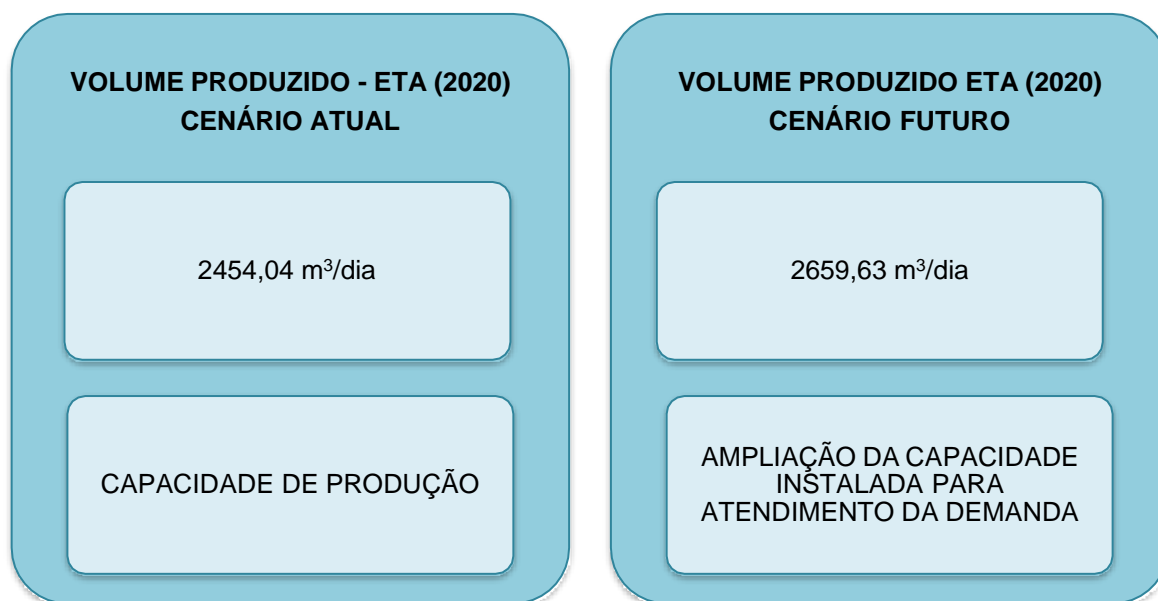 VOLUME PRODUZIDO - ETA (2020)
CENÁRIO ATUAL
2454,04 m³/dia
CAPACIDADE DE PRODUÇÃO
VOLUME PRODUZIDO ETA (2020)
CENÁRIO FUTURO
2659,63 m³/dia
AMPLIAÇÃO DA CAPACIDADE
INSTALADA PARA
ATENDIMENTO DA DEMANDA